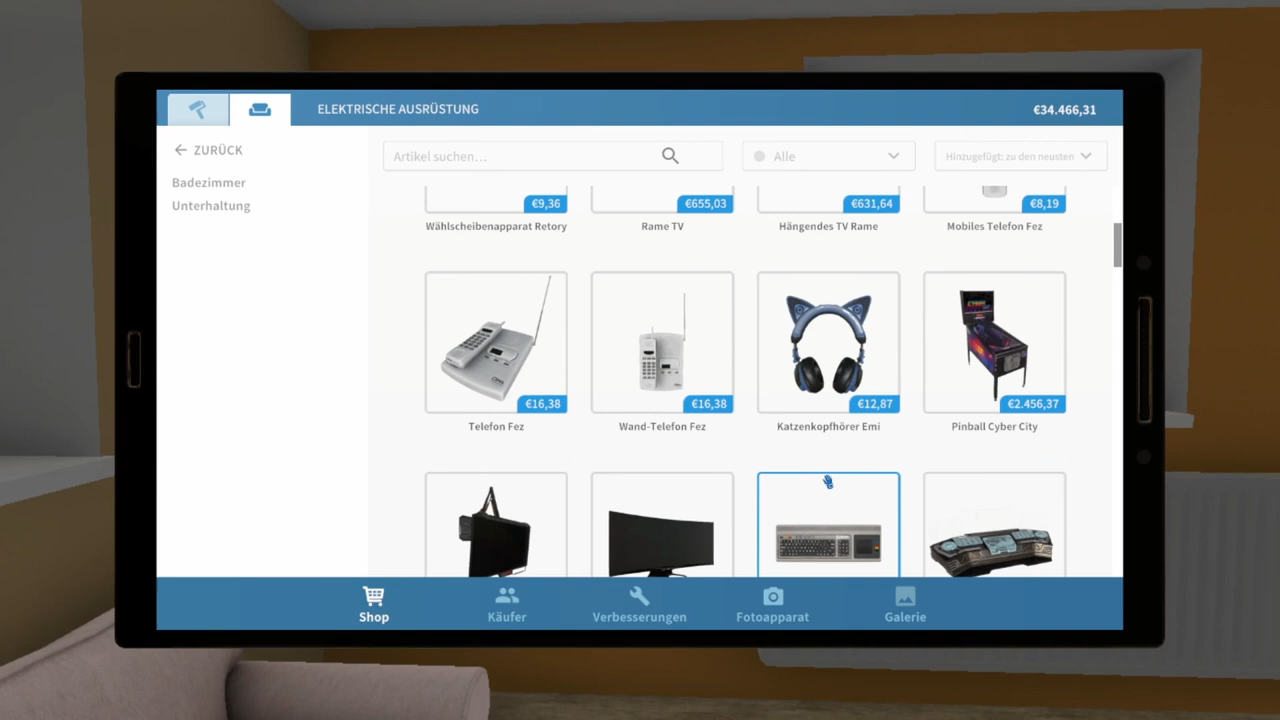 ELEKTRISCHE AUSRÜSTUNG
€34.466,31
ZURÜCK
Badezimmer
Unterhaltung
Artikel suchen...
Alle
Hinzugefügt: zu den neusten
€9,36
€655,03
€631,64
€8,19
Wählscheibenapparat Retory
Rame TV
Hängendes TV Rame
Mobiles Telefon Fez
€16,38
€16,38
€12,87
€2.456,37
Telefon Fez
Wand-Telefon Fez
Katzenkopfhörer Emi
Pinball Cyber City
Shop
Käufer
Verbesserungen
Fotoapparat
Galerie